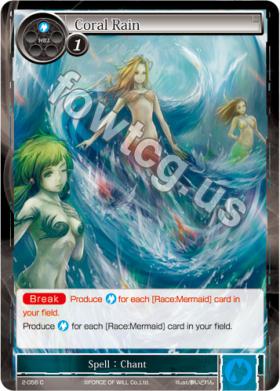 Coral Rain
WILL
1
fowtcg.us
Break Produce for each [Race:Mermaid] card in
your field.
Produce for each [Race:Mermaid] card in your field.
Spell : Chant
2-056 C
©FORCE OF WILL Co.,Ltd.